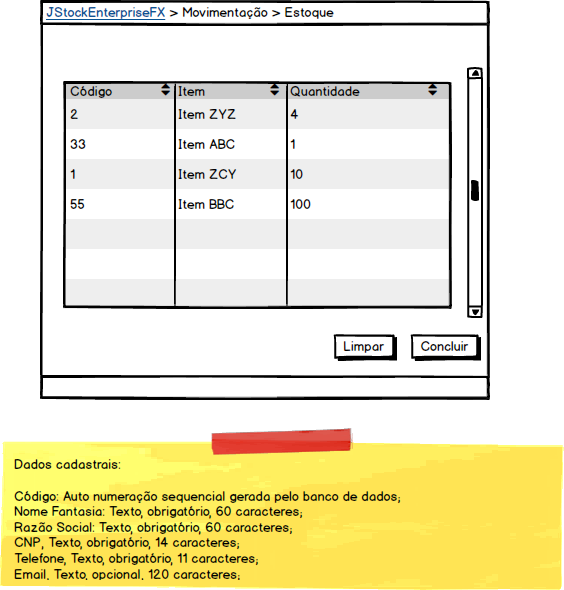 JStockEnterpriseFX > Movimentação > Estoque
Código Item Quantidade
2 Item ZYZ 4
33 Item ABC 1
1 Item ZCY 10
55 Item BBC 100
Limpar Concluir
Dados cadastrais:
Código: Auto numeração sequencial gerada pelo banco de dados;
Nome Fantasia: Texto, obrigatório, 60 caracteres;
Razão Social: Texto, obrigatório, 60 caracteres;
CNP, Texto, obrigatório, 14 caracteres;
Telefone, Texto, obrigatório, 11 caracteres;
Email, Texto, opcional, 120 caracteres;